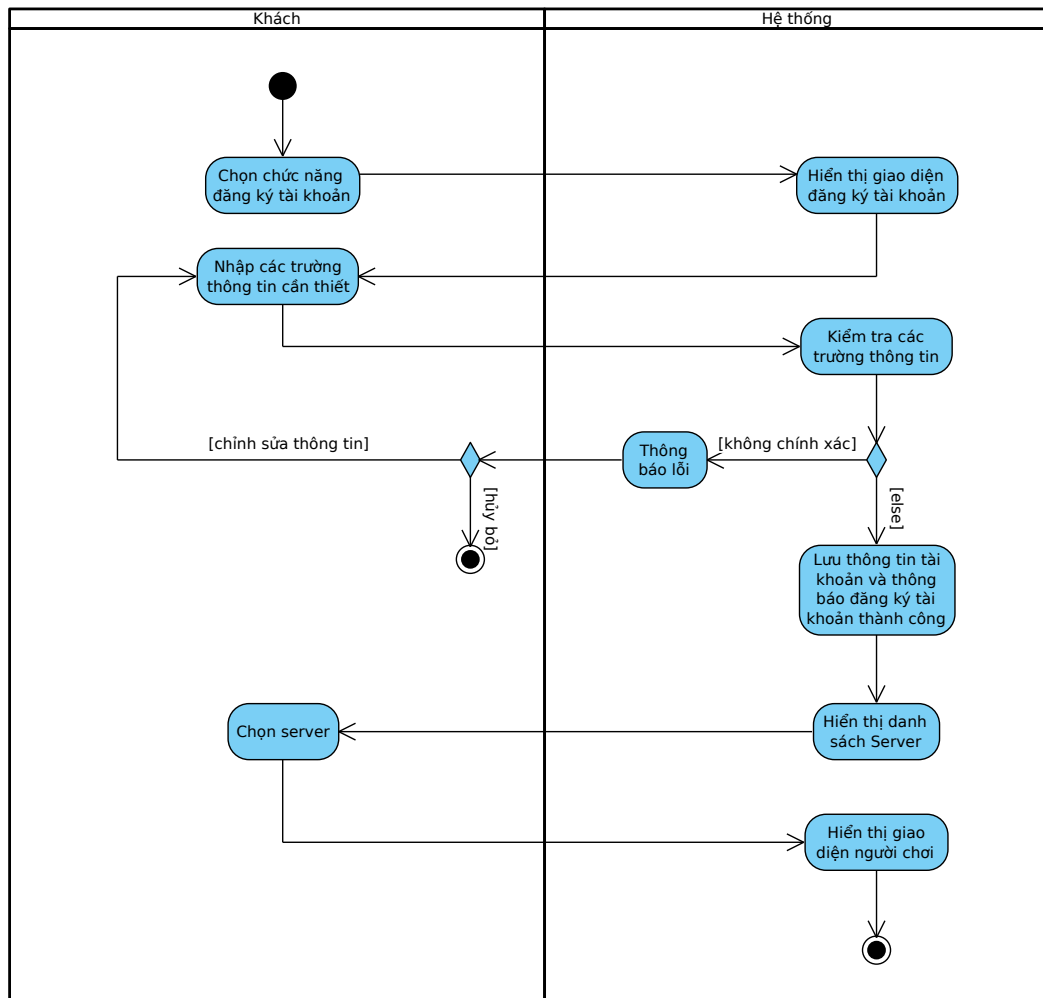 Khách
Hệ thống
Chọn chức năng
đăng ký tài khoản
Hiển thị giao diện
đăng ký tài khoản
Nhập các trường
thông tin cần thiết
Kiểm tra các
trường thông tin
[chỉnh sửa thông tin]
Thông
báo lỗi
[không chính xác]
[hủy bỏ]
[else]
Lưu thông tin tài
khoản và thông
báo đăng ký tài
khoản thành công
Chọn server
Hiển thị danh
sách Server
Hiển thị giao
diện người chơi